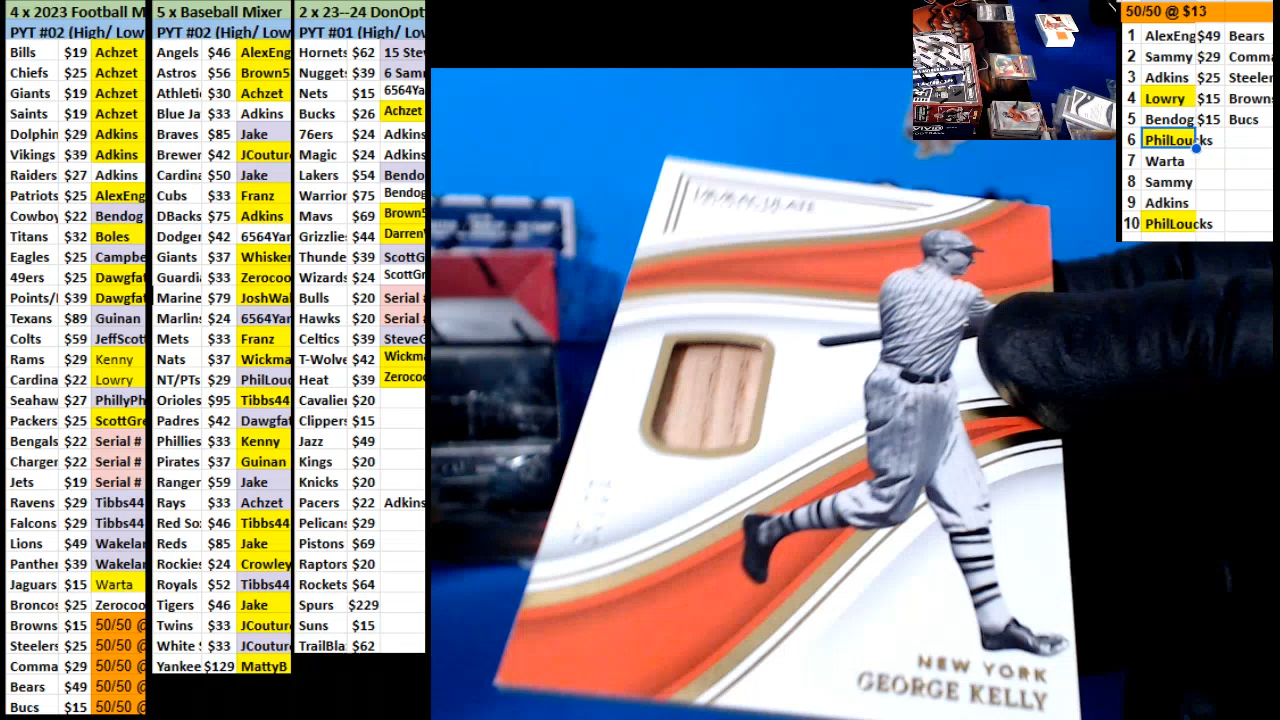 4 x 2023 Football M
PYT #02 (High/ Low
Bills $19 Achzet
Chiefs $25 Achzet
Giants $19 Achzet
Saints $19 Achzet
Dolphin $29 Adkins
Vikings $39 Adkins
Raiders $27 Adkins
Patriots $25 AlexEng
Cowboy $22 Bendog
Titans $32 Boles
Eagles $25 Campbe
49ers $25 Dawgfat
Points/ $39 Dawgfat
Texans $89 Guinan
Colts $59 JeffScott
Rams $29 Kenny
Cardina $22 Lowry
Seahaw $27 PhillyPh
Packers $25 ScottGre
Bengals $22 Serial #
Charger $22 Serial #
Jets $19 Serial #
Ravens $29 Tibbs44
Falcons $29 Tibbs44
Lions $49 Wakelar
Panther $39 Wakelar
Jaguars $15 Warta
Broncos $25 Zerocoo
Browns $15 50/50 @
Steelers $25 50/50 @
Comma $29 50/50 @
Bears $49 50/50 @
Bucs $15 50/50 @
5 x Baseball Mixer
PYT #02 (High/ Low
Angels $46 AlexEng
Astros $56 Brown5
Athleti $30 Achzet
Blue Ja $33 Adkins
Braves $85 Jake
Brewer $42 JCouture
Cardina $50 Jake
Cubs $33 Franz
DBacks $75 Adkins
Dodger $42 6564Yar
Giants $37 Whisker
Guardia $33 Zerocoo
Marine $79 JoshWal
Marlins $24 6564Yar
Mets $33 Franz
Nats $37 Wickma
NT/PTs $29 PhilLouc
Orioles $95 Tibbs44
Padres $42 Dawgfat
Phillies $33 Kenny
Pirates $37 Guinan
Ranger $59 Jake
Rays $33 Achzet
Red So $46 Tibbs44
Reds $85 Jake
Rockies $24 Crowley
Royals $52 Tibbs44
Tigers $46 Jake
Twins $33 JCouture
White S $33 JCouture
Yankee $129 MattyB
2 x 23--24 DonOpt
PYT #01 (High/ Low
Hornets $62 15 Stev
Nuggets $39 6 Samm
Nets $15 6564Ya
Bucks $26 Achzet
76ers $24 Adkins
Magic $24 Adkins
Lakers $54 Bendo
Warrior $75 Bendog
Mavs $69 Brown5
Grizzlie $44 Darren
Thunde $39 ScottG
Wizards $24 ScottGr
Bulls $20 Serial #
Hawks $20 Serial #
Celtics $39 SteveG
T-Wolve $42 Wickma
Heat $39 Zerocoo
Cavalier $20
Clippers $15
Jazz $49
Kings $20
Knicks $20
Pacers $22 Adkins
Pelicans $29
Pistons $69
Raptors $20
Rockets $64
Spurs $229
Suns $15
TrailBla $62
IMMACULATE
NEW YORK
GEORGE KELLY
50/50 @ $13
1 AlexEng $49 Bears
2 Sammy $29 Comma
3 Adkins $25 Steeler
4 Lowry $15 Brown
5 Bendog $15 Bucs
6 PhilLoucks
7 Warta
8 Sammy
9 Adkins
10 PhilLoucks